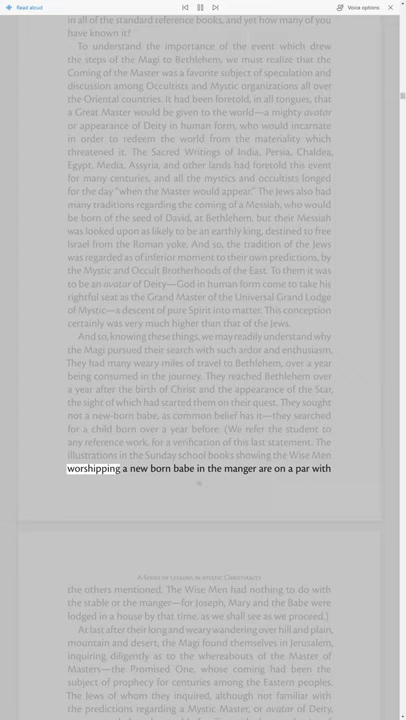 Read aloud
Voice options
in all of the standard reference books, and yet how many of you
have known it?
To understand the importance of the event which drew
the steps of the Magi to Bethlehem, we must realize that the
Coming of the Master was a favorite subject of speculation and
discussion among Occultists and Mystic organizations all over
the Oriental countries. It had been foretold, in all tongues, that
a Great Master would be given to the world—a mighty avatar
or appearance of Deity in human form, who would incarnate
in order to redeem the world from the materiality which
threatened it. The Sacred Writings of India, Persia, Chaldea,
Egypt, Media, Assyria, and other lands had foretold this event
for many centuries, and all the mystics and occultists longed
for the day “when the Master would appear.” The Jews also had
many traditions regarding the coming of a Messiah, who would
be born of the seed of David, at Bethlehem, but their Messiah
was looked upon as likely to be an earthly king, destined to free
Israel from the Roman yoke. And so, the tradition of the Jews
was regarded as of inferior moment to their own predictions, by
the Mystic and Occult Brotherhoods of the East. To them it was
to be an avatar of Deity—God in human form come to take his
rightful seat as the Grand Master of the Universal Grand Lodge
of Mystic—a descent of pure Spirit into matter. This conception
certainly was very much higher than that of the Jews.
And so, knowing these things, we may readily understand why
the Magi pursued their search with such ardor and enthusiasm.
They had many weary miles of travel to Bethlehem, over a year
being consumed in the journey. They reached Bethlehem over
a year after the birth of Christ and the appearance of the Star,
the sight of which had started them on their quest. They sought
not a new-born babe, as common belief has it—they searched
for a child born over a year before. (We refer the student to
any reference work, for a verification of this last statement. The
illustrations in the Sunday school books showing the Wise Men
worshipping a new born babe in the manger are on a par with
A Series of Lessons in Mystic Christianity
the others mentioned. The Wise Men had nothing to do with
the stable or the manger—for Joseph, Mary and the Babe were
lodged in a house by that time, as we shall see as we proceed.)
At last after their long and weary wandering over hill and plain,
mountain and desert, the Magi found themselves in Jerusalem,
inquiring diligently as to the whereabouts of the Master of
Masters—the Promised One, whose coming had been the
subject of prophecy for centuries among the Eastern peoples.
The Jews of whom they inquired, although not familiar with
the predictions regarding a Mystic Master, or avatar of Deity,